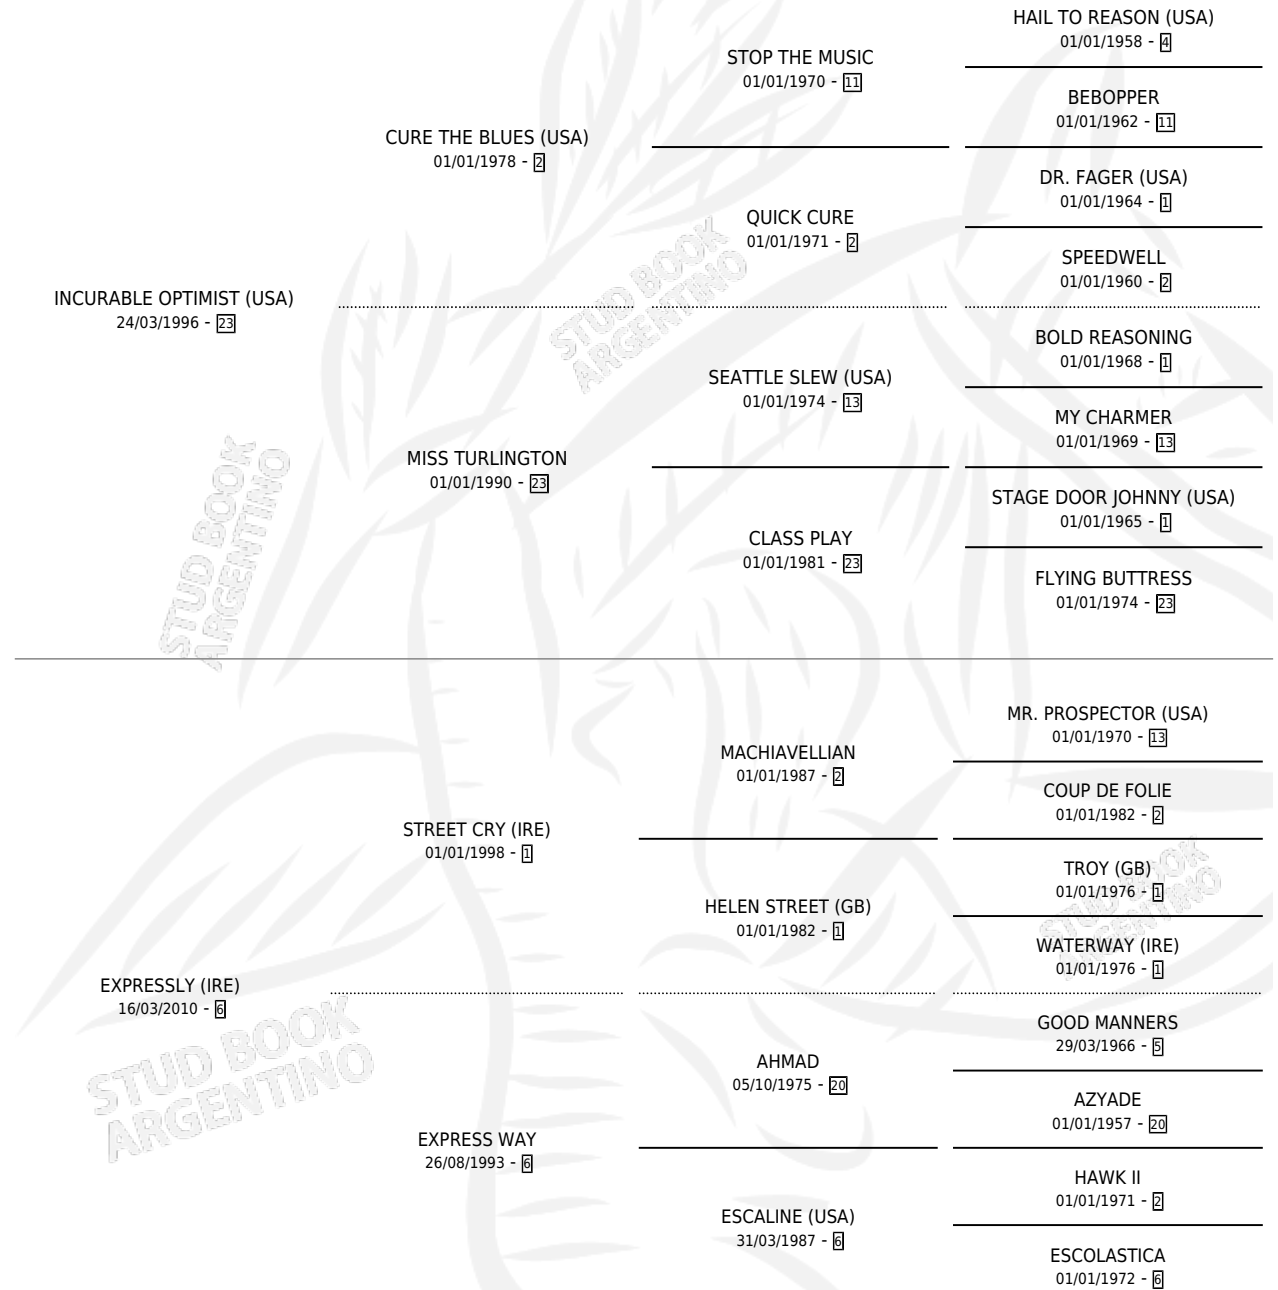 HAIL TO REASON (USA)
01/01/1958 - 4
STOP THE MUSIC
01/01/1970 - 11
BEBOPPER
01/01/1962 - 11
CURE THE BLUES (USA)
01/01/1978 - 2
DR. FAGER (USA)
01/01/1964 - 1
QUICK CURE
01/01/1971 - 2
SPEEDWELL
01/01/1960 - 2
INCURABLE OPTIMIST (USA)
24/03/1996 - 23
BOLD REASONING
01/01/1968 - 1
SEATTLE SLEW (USA)
01/01/1974 - 13
MY CHARMER
01/01/1969 - 13
MISS TURLINGTON
01/01/1990 - 23
STAGE DOOR JOHNNY (USA)
01/01/1965 - 1
CLASS PLAY
01/01/1981 - 23
FLYING BUTTRESS
01/01/1974 - 23
MR. PROSPECTOR (USA)
01/01/1970 - 13
MACHIAVELLIAN
01/01/1987 - 2
COUP DE FOLIE
01/01/1982 - 2
STREET CRY (IRE)
01/01/1998 - 1
TROY (GB)
01/01/1976 - 1
HELEN STREET (GB)
01/01/1982 - 1
WATERWAY (IRE)
01/01/1976 - 1
EXPRESSLY (IRE)
16/03/2010 - 6
GOOD MANNERS
29/03/1966 - 5
AHMAD
05/10/1975 - 20
AZYADE
01/01/1957 - 20
EXPRESS WAY
26/08/1993 - 6
HAWK II
01/01/1971 - 2
ESCALINE (USA)
31/03/1987 - 6
ESCOLASTICA
01/01/1972 - 6
STUD BOOK
ARGENTINO
STUD BOOK
ARGENTINO
STUD BOOK
ARGENTINO
STUD BOOK
ARGENTINO